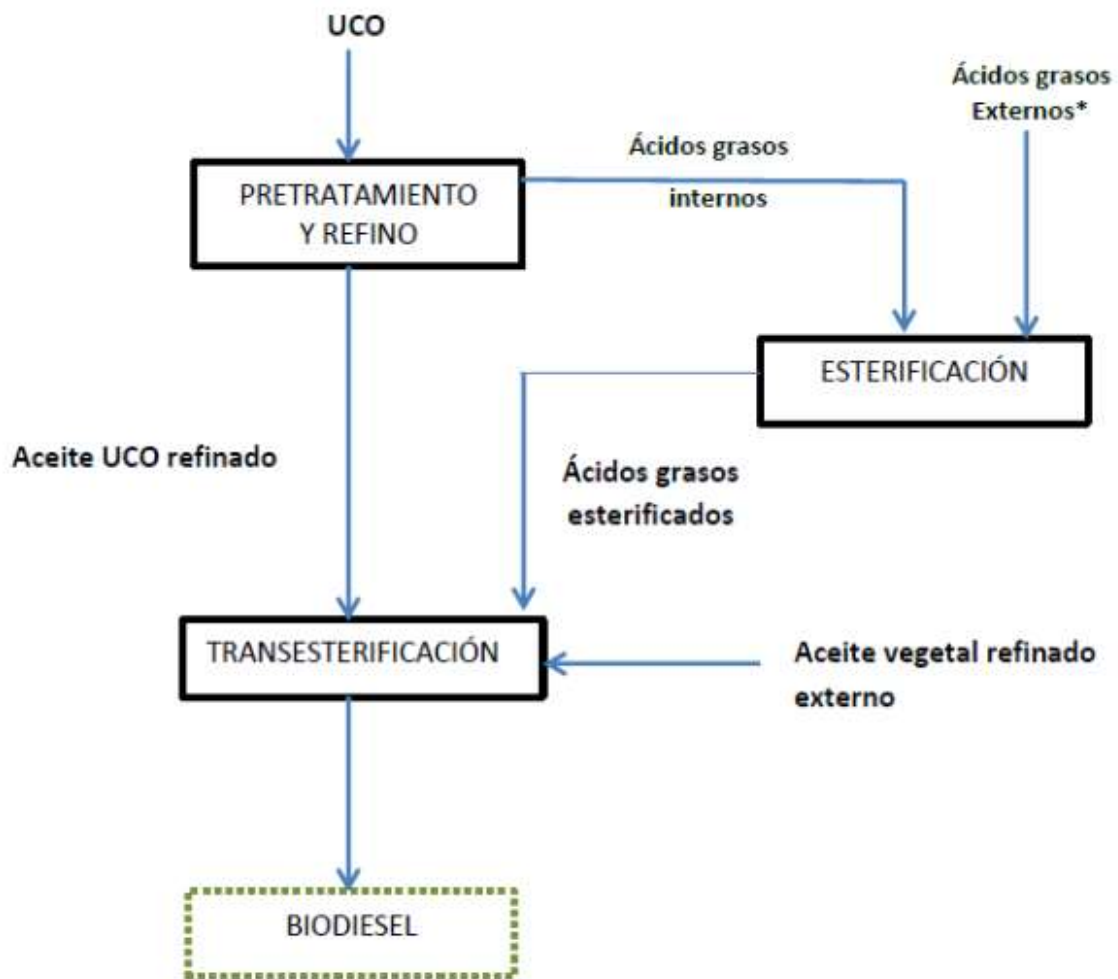 UCO
Ácidos grasos
Externos*
Ácidos grasos
internos
PRETRATAMIENTO
Y REFINO
ESTERIFICACIÓN
Aceite UCO refinado
Ácidos grasos
esterificados
TRANSESTERIFICACIÓN
Aceite vegetal refinado
externo
BIODIESEL